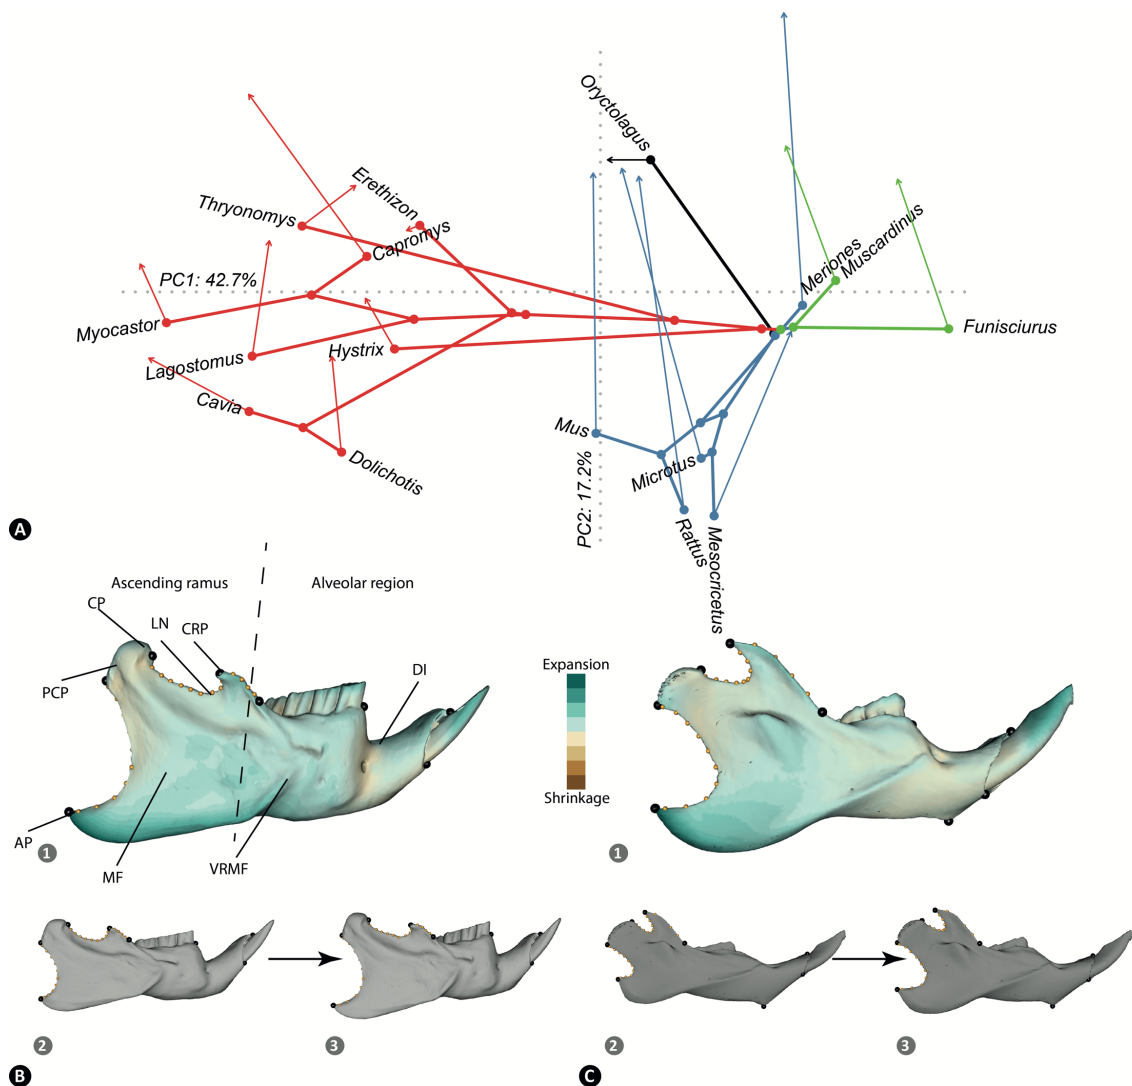 Oryctolagus
Erethizon
Thryonomys
Capromys
PC1: 42.7%
Meriones
Muscardinus
Myocastor
Lagostomus
Hystrix
Funisciurus
Cavia
Mus
Dolichotis
Microtus
PC2: 17.2%
Rattus
Mesocricetus
A
Ascending ramus
Alveolar region
CP
LN
CRP
PCP
DI
Expansion
Shrinkage
AP
MF
VRMF
1
1
2
3
2
3
B
C